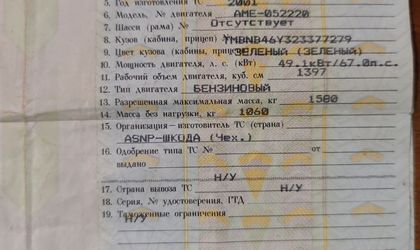 5. Год изготовления ТС 2001
6. Модель, № двигателя AME-052220
7. Шасси (рама) № Отсутствует
8. Кузов (кабина, прицеп) TMBNB46Y323377279
9. Цвет кузова (кабины, прицепа) ЗЕЛЕНЫЙ (ЗЕЛЕНЫЙ)
10. Мощность двигателя, л. с. (кВт) 49.1кВт/67.0л.с.
11. Рабочий объем двигателя, куб. см 1397
12. Тип двигателя БЕНЗИНОВЫЙ
13. Разрешенная максимальная масса, кг 1580
14. Масса без нагрузки, кг 1060
15. Организация—изготовитель ТС (страна)
ASNP-ШКОДА (Чех.)
16. Одобрение типа ТС № от
выдано
Н/У
17. Страна вывоза ТС Н/У
18. Серия, № удостоверения, ГТД
19. Таможенные ограничения
Н/У